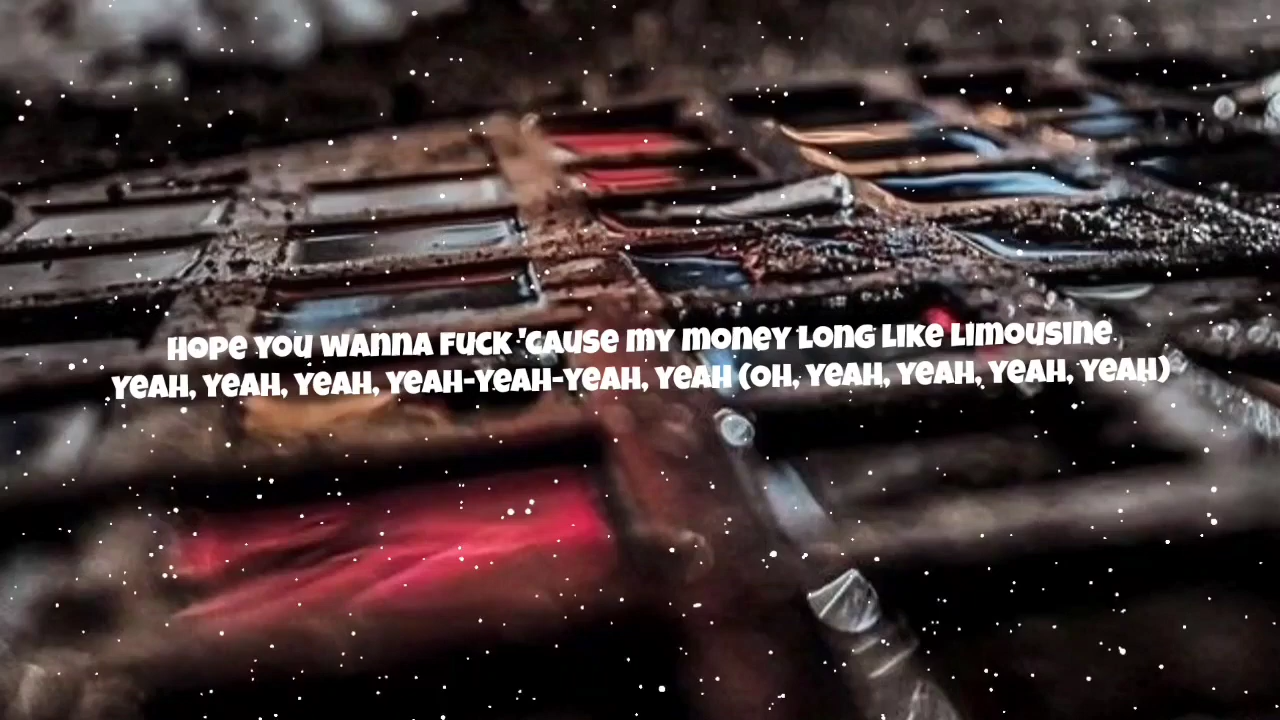 Hope you wanna fuck 'cause my money long like limousine
Yeah, yeah, yeah, yeah-yeah-yeah, yeah (Oh, yeah, yeah, yeah, yeah)